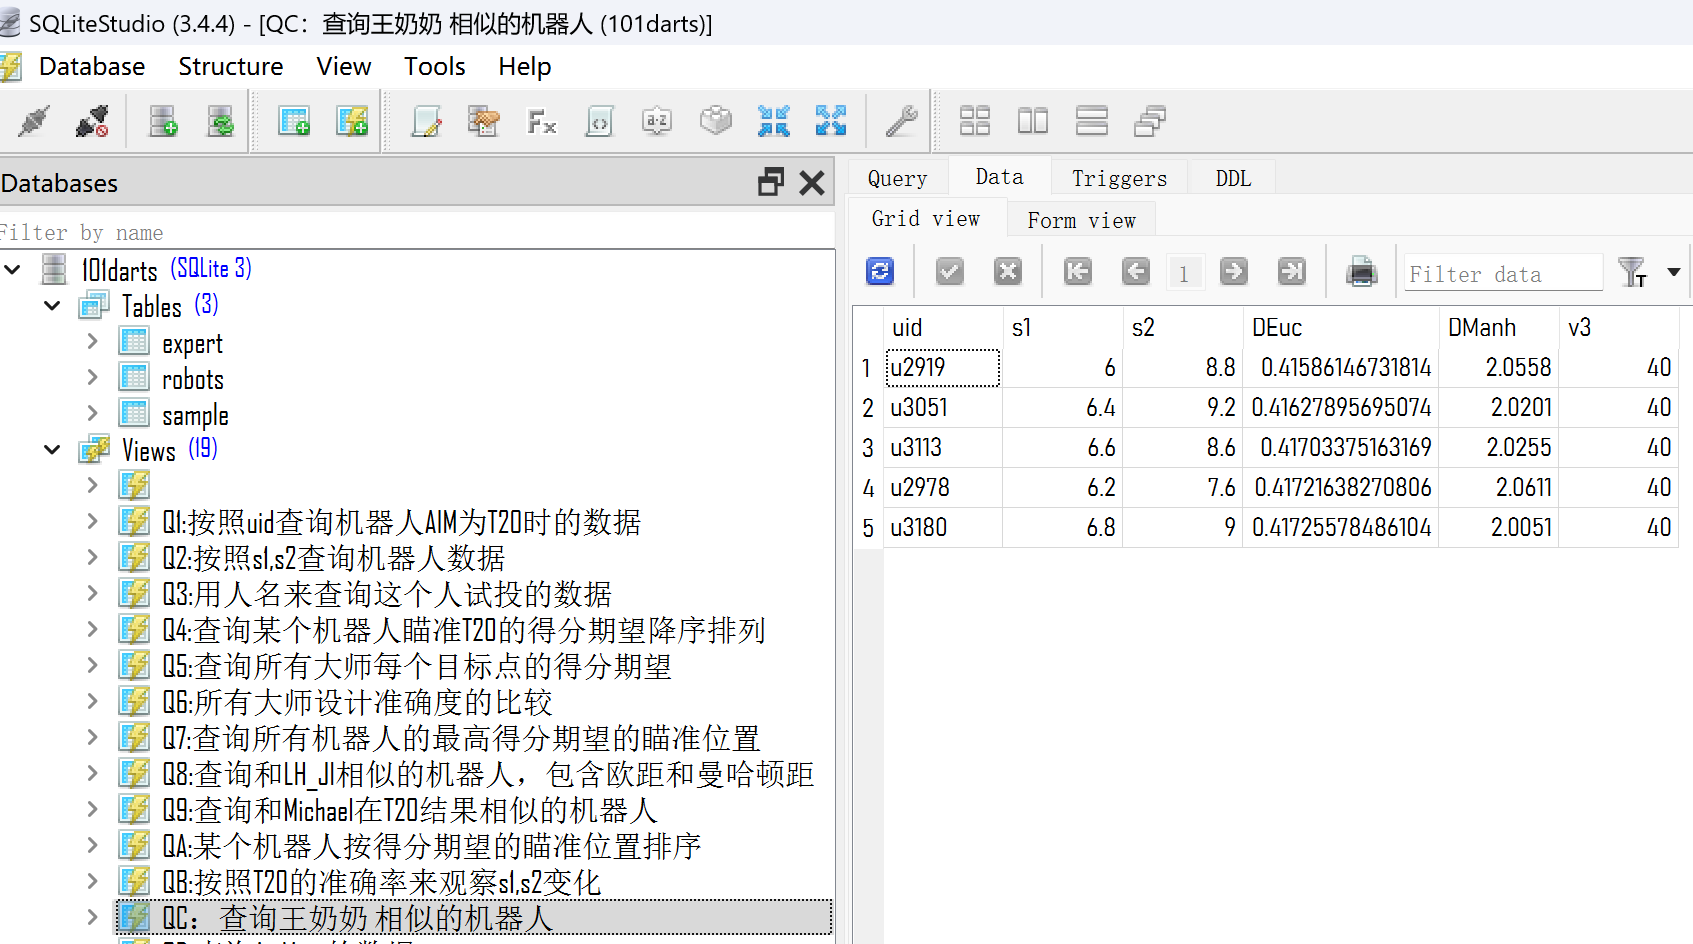 SQLiteStudio (3.4.4) - [QC：查询王奶奶 相似的机器人 (101darts)]
Database Structure View Tools Help
Databases
Filter by name
101darts (SQLite 3)
Tables (3)
expert
robots
sample
Views (19)
Q1:按照uid查询机器人AIM为T20时的数据
Q2:按照s1,s2查询机器人数据
Q3:用人名来查询这个人试投的数据
Q4:查询某个机器人瞄准T20的得分期望降序排列
Q5:查询所有大师每个目标点的得分期望
Q6:所有大师设计准确度的比较
Q7:查询所有机器人的最高得分期望的瞄准位置
Q8:查询和LH_JI相似的机器人，包含欧距和曼哈顿距
Q9:查询和Michael在T20结果相似的机器人
QA:某个机器人按得分期望的瞄准位置排序
QB:按照T20的准确率来观察s1,s2变化
QC：查询王奶奶 相似的机器人
Query Data Triggers DDL
Grid view Form view
1 Filter data
uid s1 s2 DEuc DManh v3
1 u2919 6 8.8 0.41586146731814 2.0558 40
2 u3051 6.4 9.2 0.41627895695074 2.0201 40
3 u3113 6.6 8.6 0.41703375163169 2.0255 40
4 u2978 6.2 7.6 0.41721638270806 2.0611 40
5 u3180 6.8 9 0.41725578486104 2.0051 40